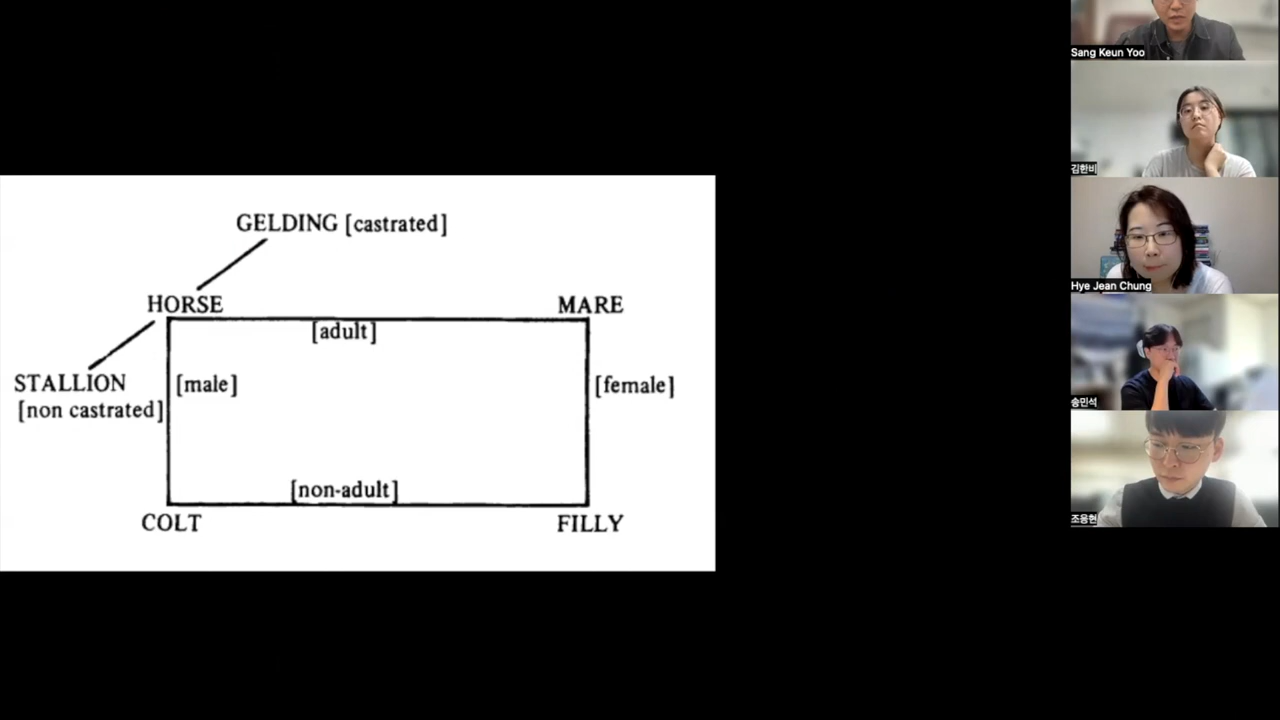 GELDING [castrated]
HORSE
MARE
[adult]
STALLION
[male]
[female]
[non castrated]
[non-adult]
COLT
FILLY
Sang Keun Yoo
김한비
Hye Jean Chung
송민석
조응현